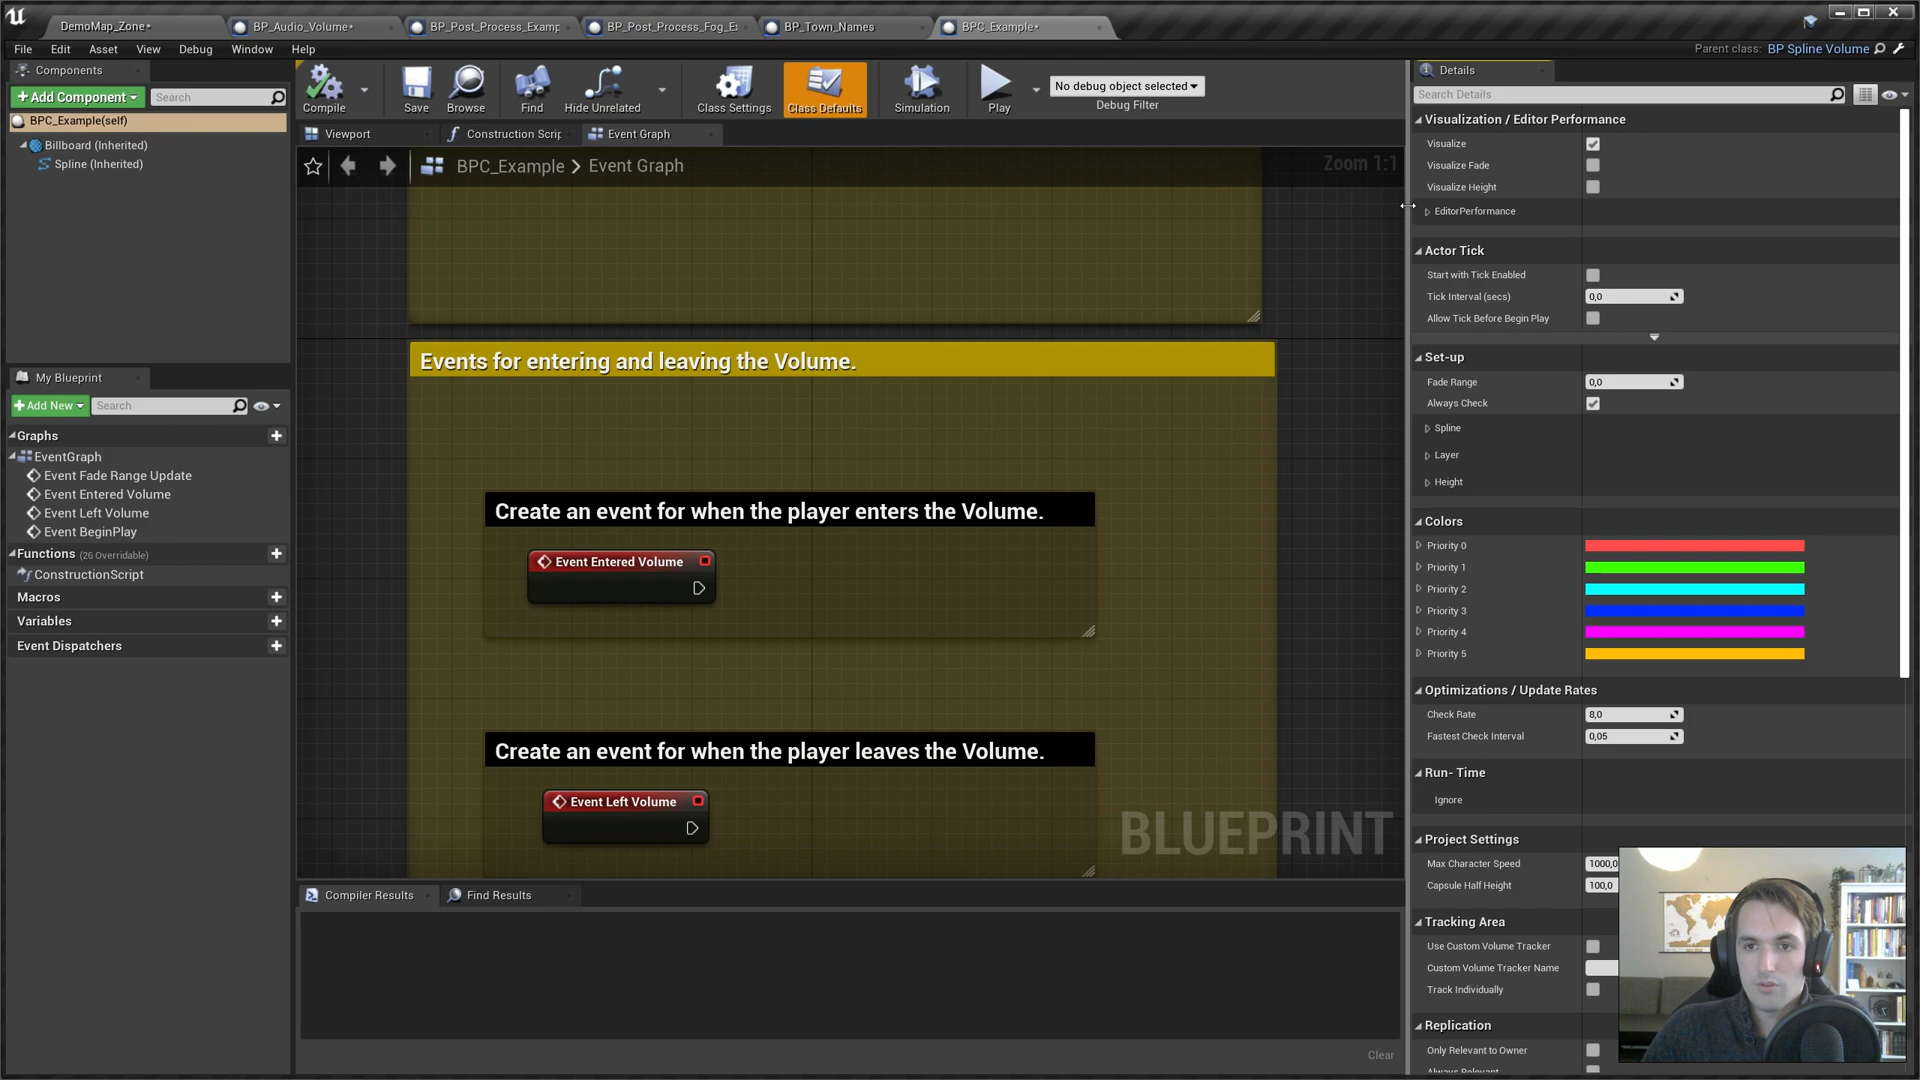 DemoMap_Zone*
BP_Audio_Volume*
BP_Post_Process_Examp
BP_Post_Process_Fog_E
BP_Town_Names
BPC_Example*
File Edit Asset View Debug Window Help
Parent class: BP Spline Volume
Components
+ Add Component
Search
BPC_Example(self)
Billboard (Inherited)
Spline (Inherited)
My Blueprint
+ Add New
Search
Graphs
EventGraph
Event Fade Range Update
Event Entered Volume
Event Left Volume
Event BeginPlay
Functions (26 Overridable)
ConstructionScript
Macros
Variables
Event Dispatchers
Compile
Save
Browse
Find
Hide Unrelated
Class Settings
Class Defaults
Simulation
Play
No debug object selected
Debug Filter
Viewport
Construction Scrip
Event Graph
BPC_Example > Event Graph
Zoom 1:1
Events for entering and leaving the Volume.
Create an event for when the player enters the Volume.
Event Entered Volume
Create an event for when the player leaves the Volume.
Event Left Volume
BLUEPRINT
Compiler Results
Find Results
Clear
Details
Search Details
Visualization / Editor Performance
Visualize
Visualize Fade
Visualize Height
EditorPerformance
Actor Tick
Start with Tick Enabled
Tick Interval (secs) 0,0
Allow Tick Before Begin Play
Set-up
Fade Range 0,0
Always Check
Spline
Layer
Height
Colors
Priority 0
Priority 1
Priority 2
Priority 3
Priority 4
Priority 5
Optimizations / Update Rates
Check Rate 8,0
Fastest Check Interval 0,05
Run- Time
Ignore
Project Settings
Max Character Speed 1000,0
Capsule Half Height 100,0
Tracking Area
Use Custom Volume Tracker
Custom Volume Tracker Name
Track Individually
Replication
Only Relevant to Owner
Always Relevant